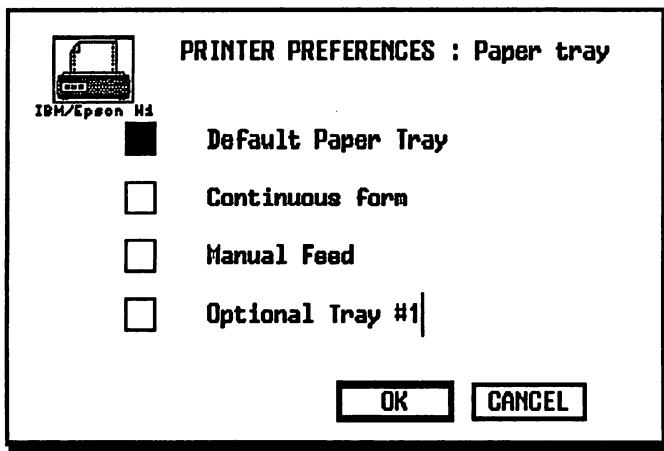 PRINTER PREFERENCES : Paper tray
IBM/Epson Hi
Default Paper Tray
Continuous form
Manual Feed
Optional Tray #1
OK CANCEL